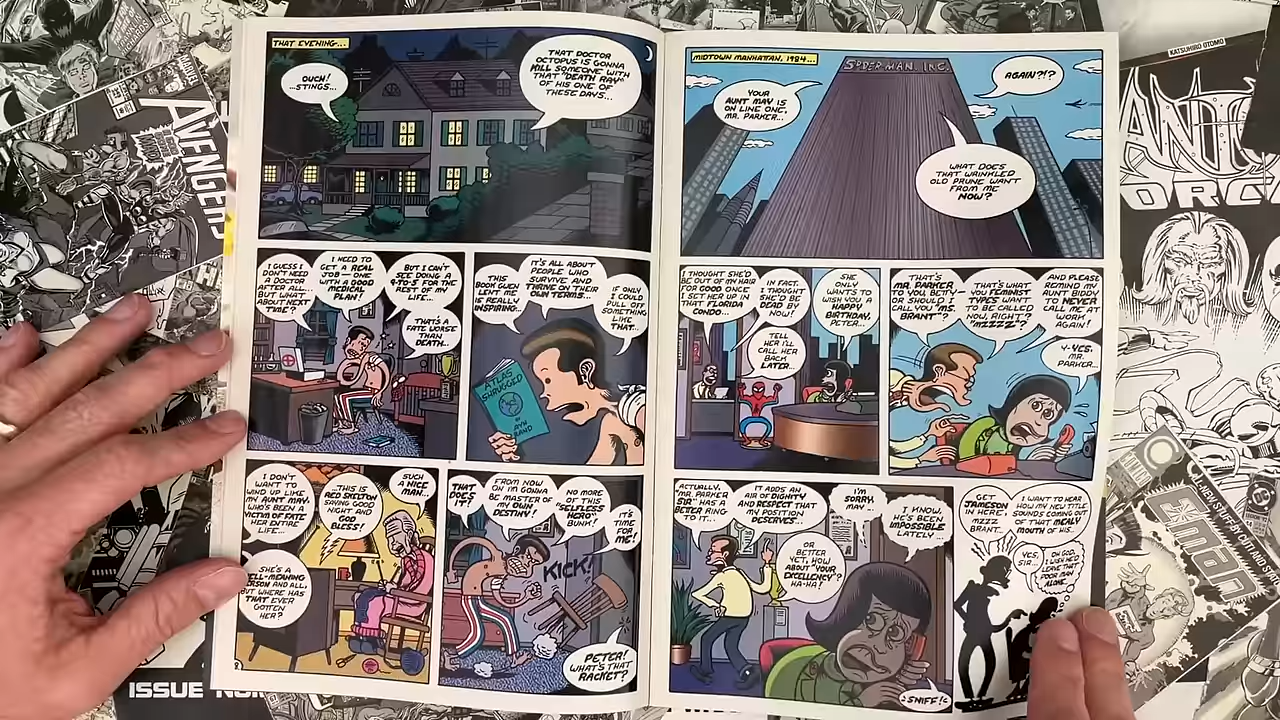 THAT EVENING...
OUCH!
...STINGS...
THAT DOCTOR
OCTOPUS IS GONNA
KILL SOMEONE WITH
THAT "DEATH RAY"
OF HIS ONE OF
THESE DAYS...
I GUESS I
DON'T NEED
A DOCTOR
AFTER ALL.
BUT WHAT
ABOUT NEXT
TIME?
I NEED TO
GET A REAL
JOB — ONE
WITH A GOOD
MEDICAL
PLAN!
BUT I CAN'T
SEE DOING A
9-TO-5 FOR THE
REST OF MY
LIFE...
THAT'S A
FATE WORSE
THAN
DEATH...
THIS
BOOK GWEN
LENT ME
IS REALLY
INSPIRING...
IT'S ALL ABOUT
PEOPLE WHO
SURVIVE AND
THRIVE ON THEIR
OWN TERMS...
IF ONLY
I COULD
PULL OFF
SOMETHING
LIKE
THAT...
ATLAS
SHRUGGED
BY
AYN
RAND
I DON'T
WANT TO
WIND UP LIKE
MY AUNT MAY,
WHO'S BEEN A
VICTIM OF FATE
HER ENTIRE
LIFE...
THIS IS
RED SKELTON
SAYING GOOD
NIGHT AND
GOD
BLESS!
SUCH
A NICE
MAN...
SHE'S A
WELL-MEANING
PERSON AND ALL,
BUT WHERE HAS
THAT EVER
GOTTEN
HER?
THAT
DOES
IT!
FROM NOW
ON I'M GONNA
BE MASTER OF
MY OWN
DESTINY!
NO MORE
OF THIS
"SELFLESS
HERO"
BUNK!
IT'S
TIME
FOR
ME!
KICK!
PETER!
WHAT'S THAT
RACKET?
8
MIDTOWN MANHATTAN, 1984...
SPIDER-MAN, INC.
YOUR
AUNT MAY IS
ON LINE ONE,
MR. PARKER...
AGAIN?!?
WHAT DOES
THAT WRINKLED
OLD PRUNE WANT
FROM ME
NOW?
I THOUGHT SHE'D
BE OUT OF MY HAIR
FOR GOOD ONCE
I SET HER UP IN
THAT FLORIDA
CONDO...
IN FACT,
I THOUGHT
SHE'D BE
DEAD BY
NOW!
SHE
ONLY
WANTS TO
WISH YOU A
HAPPY
BIRTHDAY,
PETER...
TELL
HER I'LL
CALL HER
BACK
LATER...
THAT'S
MR. PARKER
TO YOU, BETTY—
OR SHOULD I
CALL YOU "MS.
BRANT"?
THAT'S WHAT
YOU "LIBBER"
TYPES WANT
TO BE CALLED
NOW, RIGHT?
"MZZZZ"?
AND PLEASE
REMIND MY
AUNT BIDDY
TO NEVER
CALL ME AT
WORK
AGAIN!
Y-YES,
MR.
PARKER...
ACTUALLY,
"MR. PARKER
SIR" HAS A
BETTER RING
TO IT...
IT ADDS AN
AIR OF DIGNITY
AND RESPECT THAT
MY POSITION
DESERVES...
OR
BETTER
YET, HOW
ABOUT "YOUR
EXCELLENCY"?
HA-HA!
I'M
SORRY,
MAY...
I KNOW,
HE'S BEEN
IMPOSSIBLE
LATELY...
SNIFF!
GET
JAMESON
IN HERE,
MZZZ
BRANT.
I WANT TO HEAR
HOW MY NEW TITLE
SOUNDS COMING OUT
OF THAT MEALY
MOUTH OF HIS.
YES,
SIR...
OH GOD,
I WISH HE'D
LEAVE THAT
POOR MAN
ALONE...
AVENGERS
KATSUHIRO OTOMO
ORC